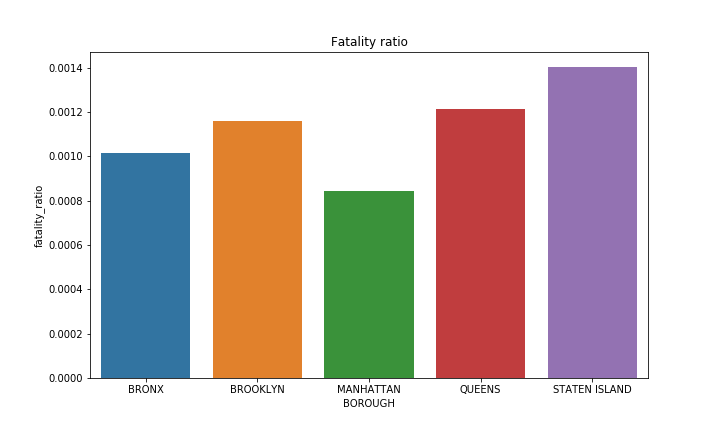 Fatality ratio
0.0014
0.0012
0.0010
0.0008
0.0006
0.0004
0.0002
0.0000
fatality_ratio
BRONX BROOKLYN MANHATTAN QUEENS STATEN ISLAND
BOROUGH